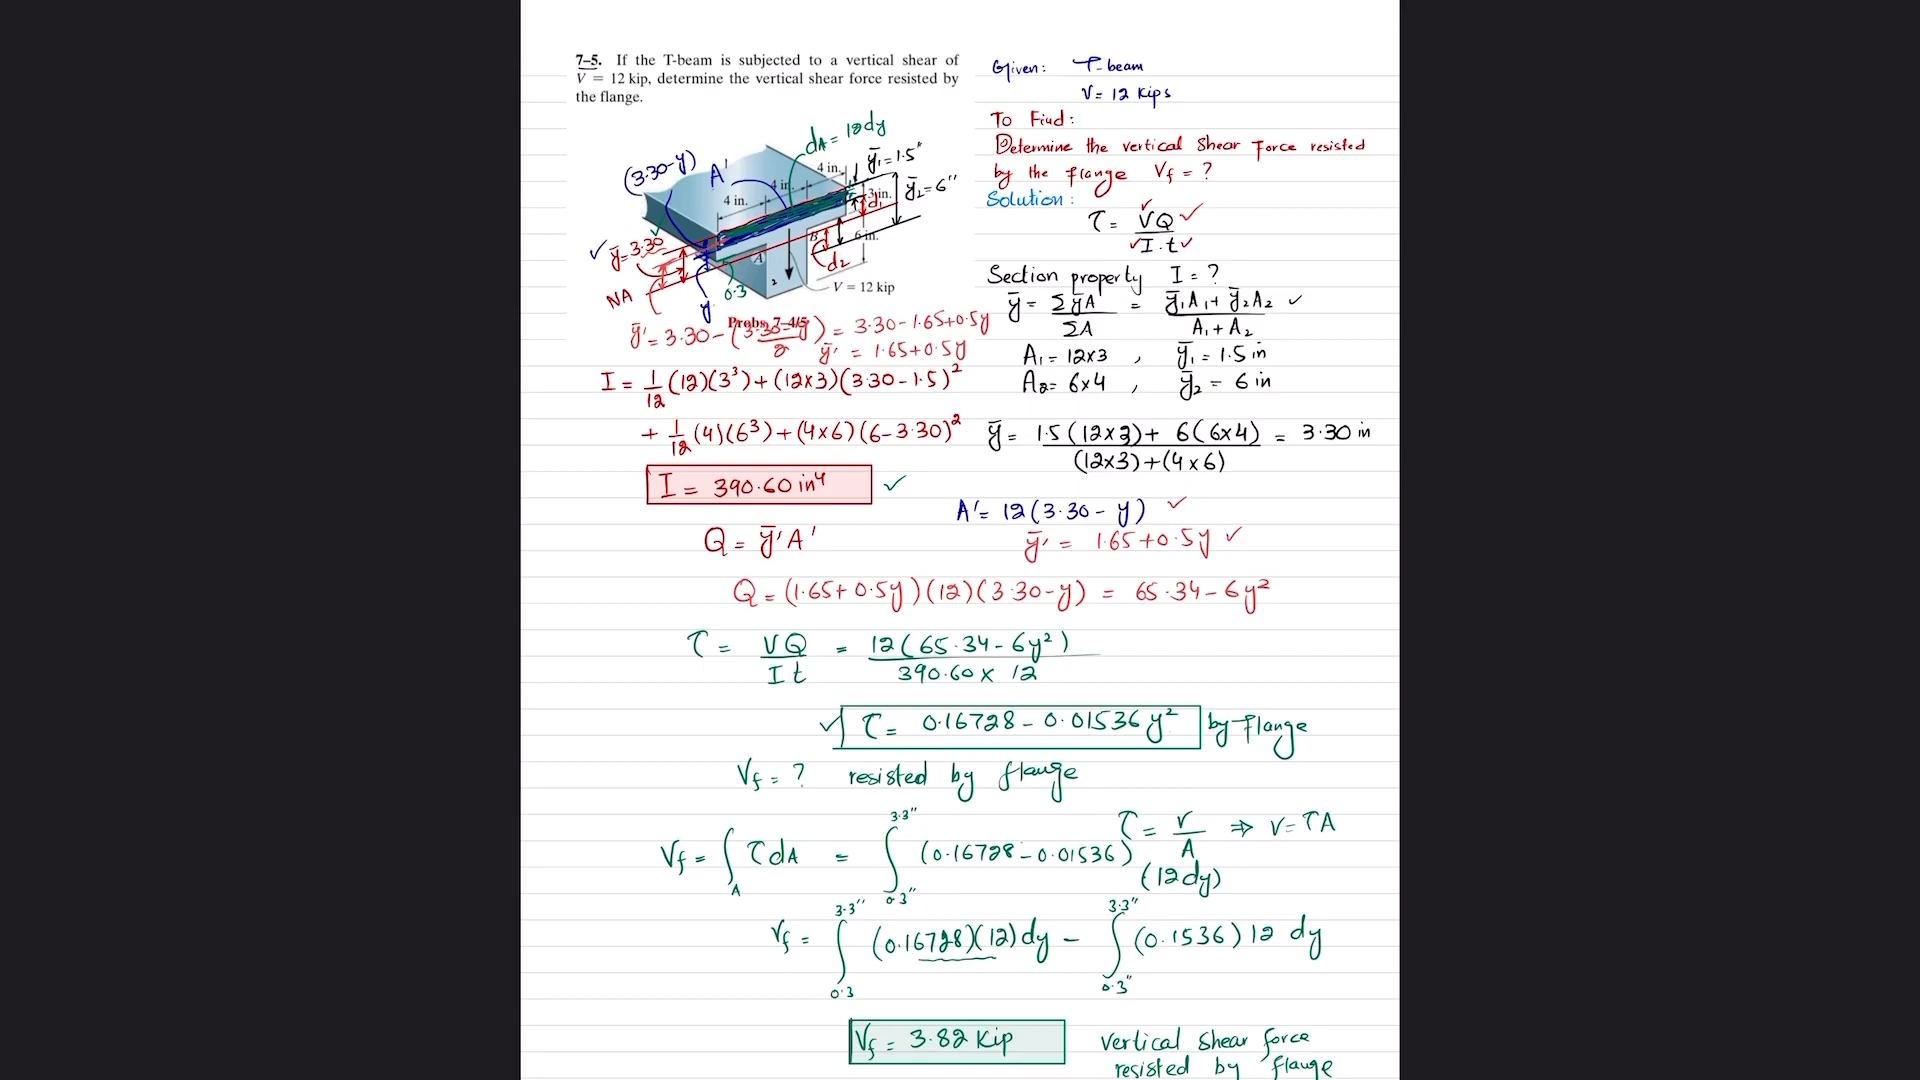 7–5. If the T-beam is subjected to a vertical shear of
V = 12 kip, determine the vertical shear force resisted by
the flange.
Given: T-beam
V = 12 Kips
To Find:
Determine the vertical Shear Force resisted
by the flange Vf = ?
Solution:
τ = VQ / I.t
dA = 12dy
(3.30-y) A' 4 in. ȳ1 = 1.5"
4 in. 4 in. 3 in. ȳ2 = 6"
d1
ȳ = 3.30 B 6 in.
A d2
NA 0.3 2 V = 12 kip
y
Probs. 7–4/5
ȳ' = 3.30 - (3.30 - y)/2 = 3.30 - 1.65 + 0.5y
ȳ' = 1.65 + 0.5y
I = 1/12 (12)(3³) + (12x3)(3.30 - 1.5)²
+ 1/12 (4)(6³) + (4x6)(6 - 3.30)²
I = 390.60 in⁴
Section property I = ?
ȳ = ΣȳA / ΣA = ȳ1A1 + ȳ2A2 / A1 + A2
A1 = 12x3 , ȳ1 = 1.5 in
A2 = 6x4 , ȳ2 = 6 in
ȳ = 1.5(12x3) + 6(6x4) / (12x3) + (4x6) = 3.30 in
A' = 12(3.30 - y)
Q = ȳ'A' ȳ' = 1.65 + 0.5y
Q = (1.65 + 0.5y)(12)(3.30 - y) = 65.34 - 6y²
τ = VQ / It = 12(65.34 - 6y²) / 390.60 x 12
τ = 0.16728 - 0.01536y² by flange
Vf = ? resisted by flange
τ = V / A ⇒ V = τA
Vf = ∫A τdA = ∫0.3"^3.3" (0.16728 - 0.01536) (12dy)
Vf = ∫0.3^3.3" (0.16728)(12)dy - ∫0.3"^3.3" (0.1536) 12 dy
Vf = 3.82 Kip vertical shear force
resisted by flange